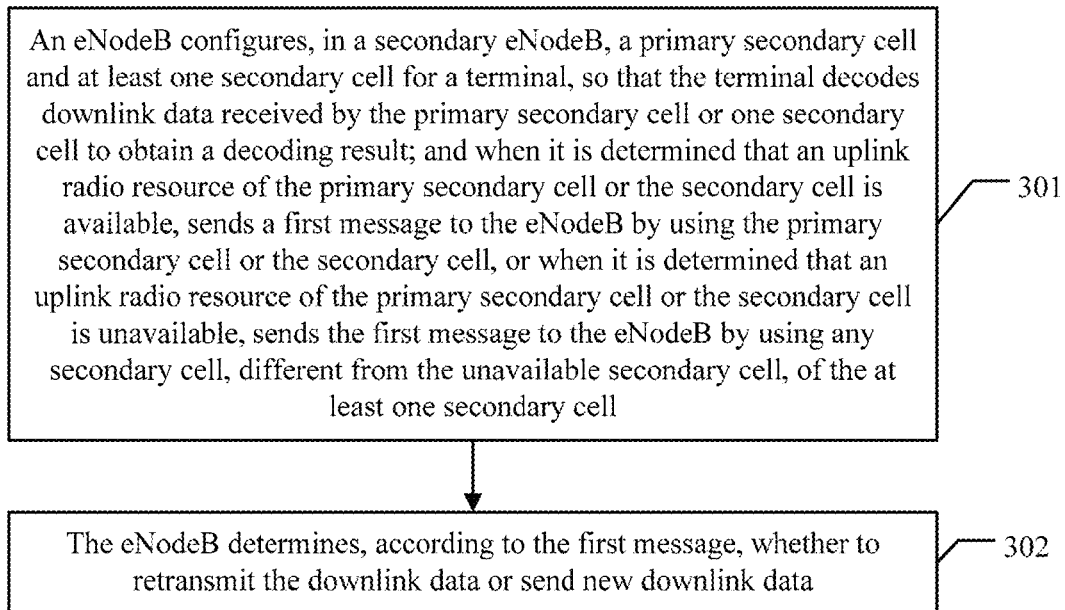 An eNodeB configures, in a secondary eNodeB, a primary secondary cell
and at least one secondary cell for a terminal, so that the terminal decodes
downlink data received by the primary secondary cell or one secondary
cell to obtain a decoding result; and when it is determined that an uplink
radio resource of the primary secondary cell or the secondary cell is
available, sends a first message to the eNodeB by using the primary
secondary cell or the secondary cell, or when it is determined that an
uplink radio resource of the primary secondary cell or the secondary cell
is unavailable, sends the first message to the eNodeB by using any
secondary cell, different from the unavailable secondary cell, of the at
least one secondary cell
301
The eNodeB determines, according to the first message, whether to
retransmit the downlink data or send new downlink data
302